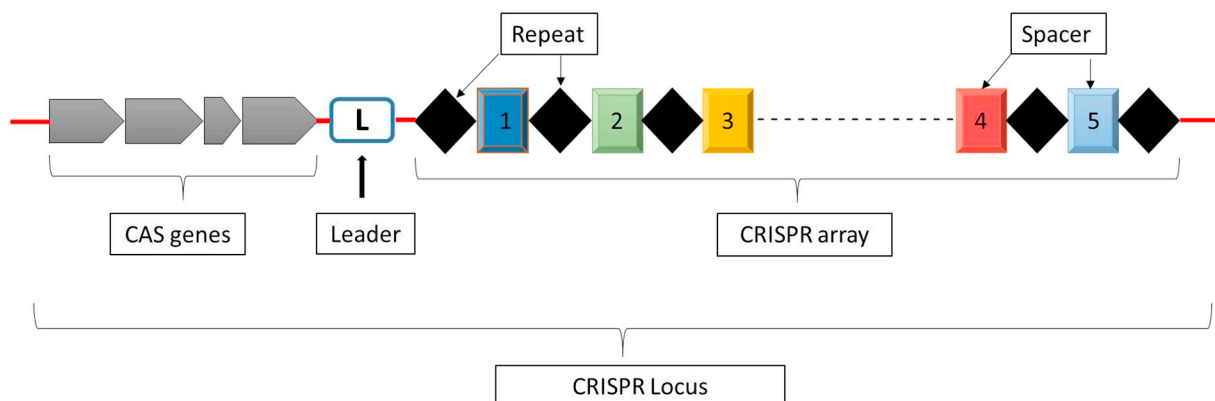 Repeat
Spacer
L
1
2
3
4
5
CAS genes
Leader
CRISPR array
CRISPR Locus